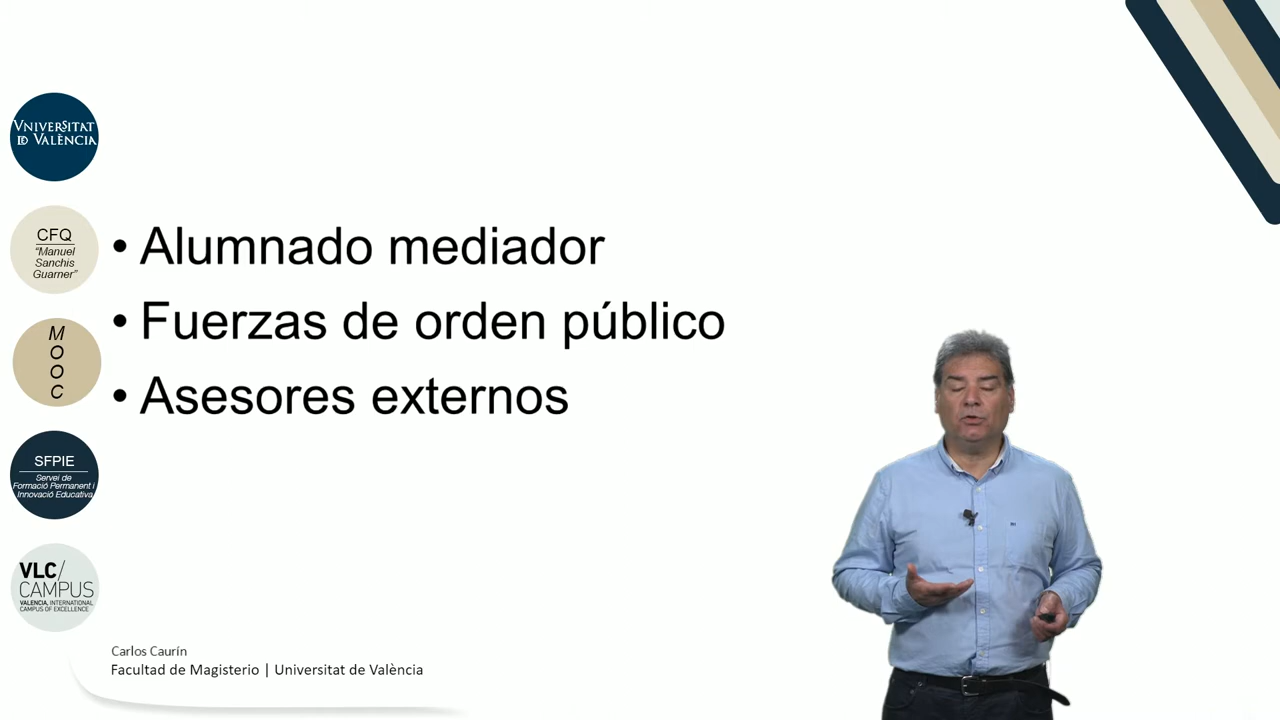 VNIVERSITAT
ID VALÈNCIA
CFQ
"Manuel
Sanchis
Guarner"
M
O
O
C
SFPIE
Servei de
Formació Permanent i
Innovació Educativa
VLC/
CAMPUS
VALENCIA, INTERNATIONAL
CAMPUS OF EXCELLENCE
• Alumnado mediador
• Fuerzas de orden público
• Asesores externos
Carlos Caurín
Facultad de Magisterio | Universitat de València